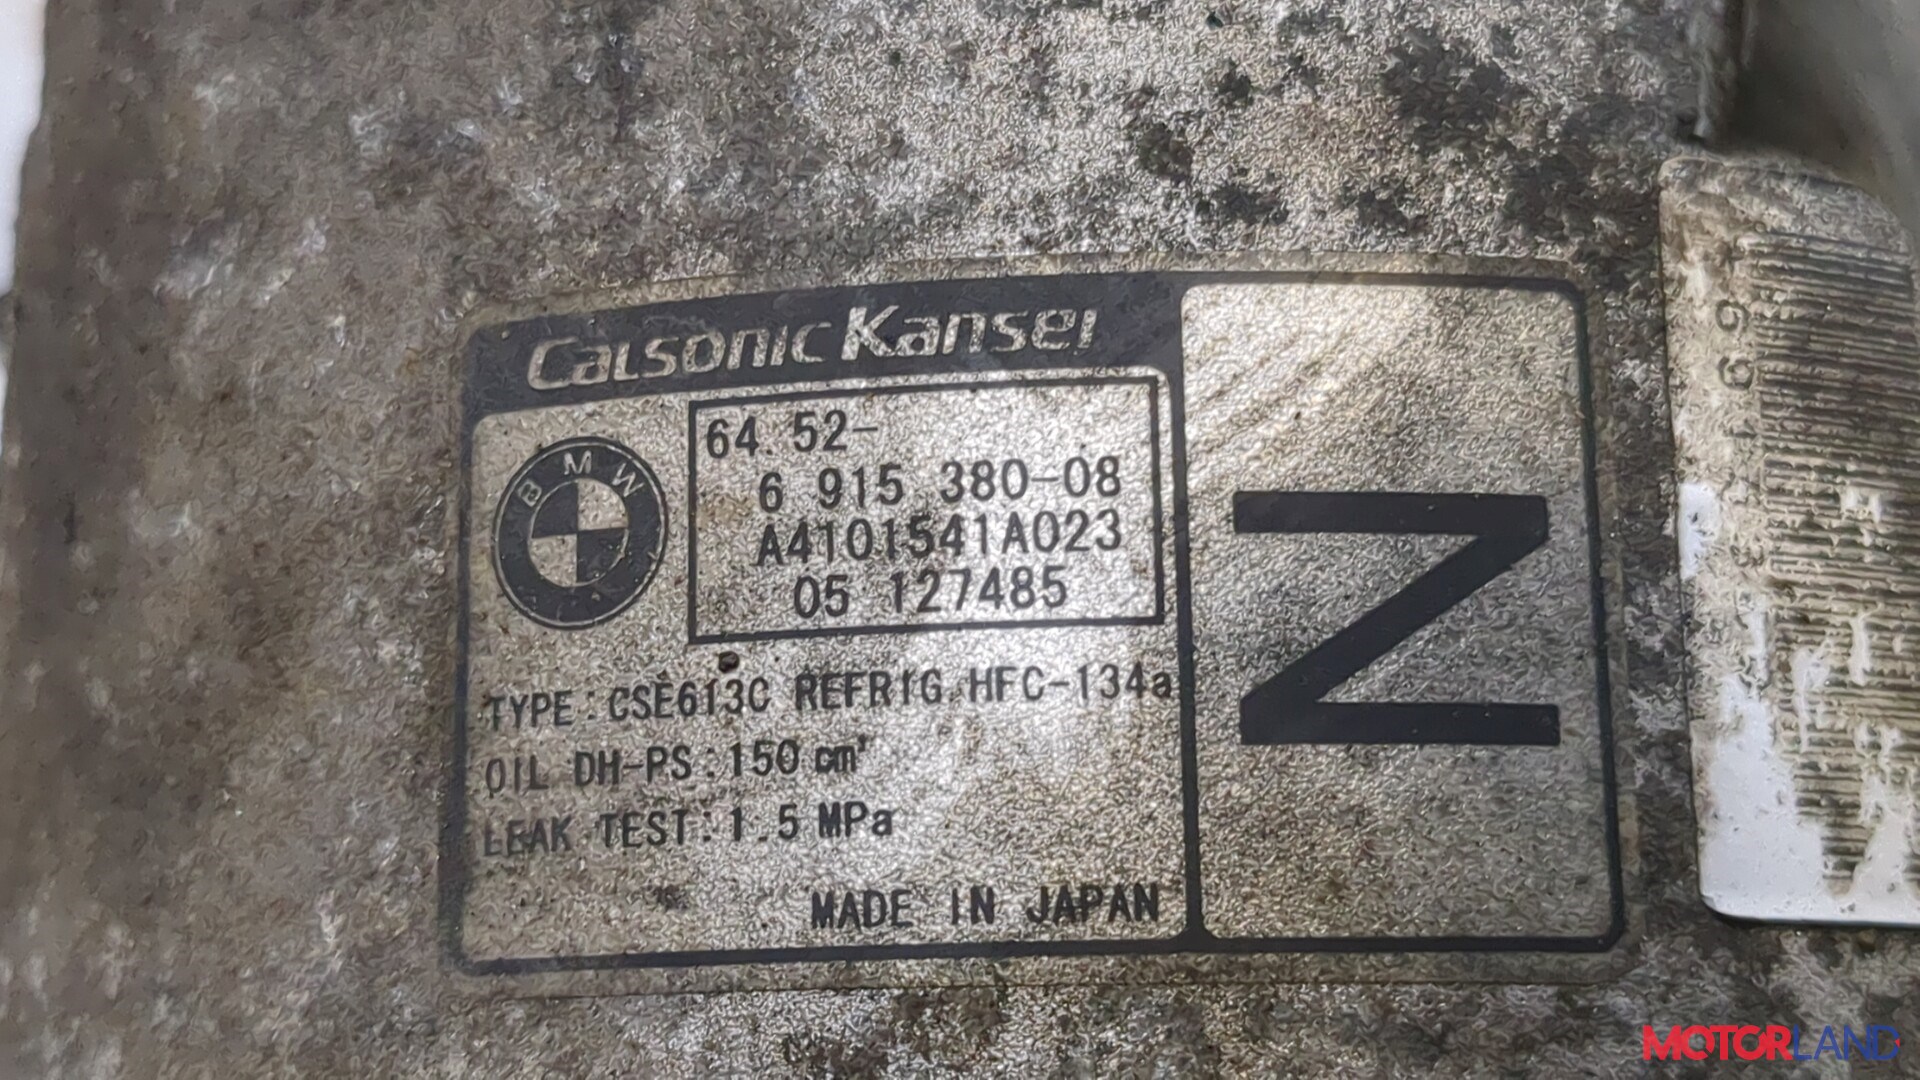 Calsonic Kansei
BMW
64.52-
6 915 380-08
A4101541A023
05 127485
TYPE:CSE613C REFRIG.HFC-134a
OIL DH-PS:150 cm³
LEAK TEST:1.5 MPa
MADE IN JAPAN
Z
MOTORLAND